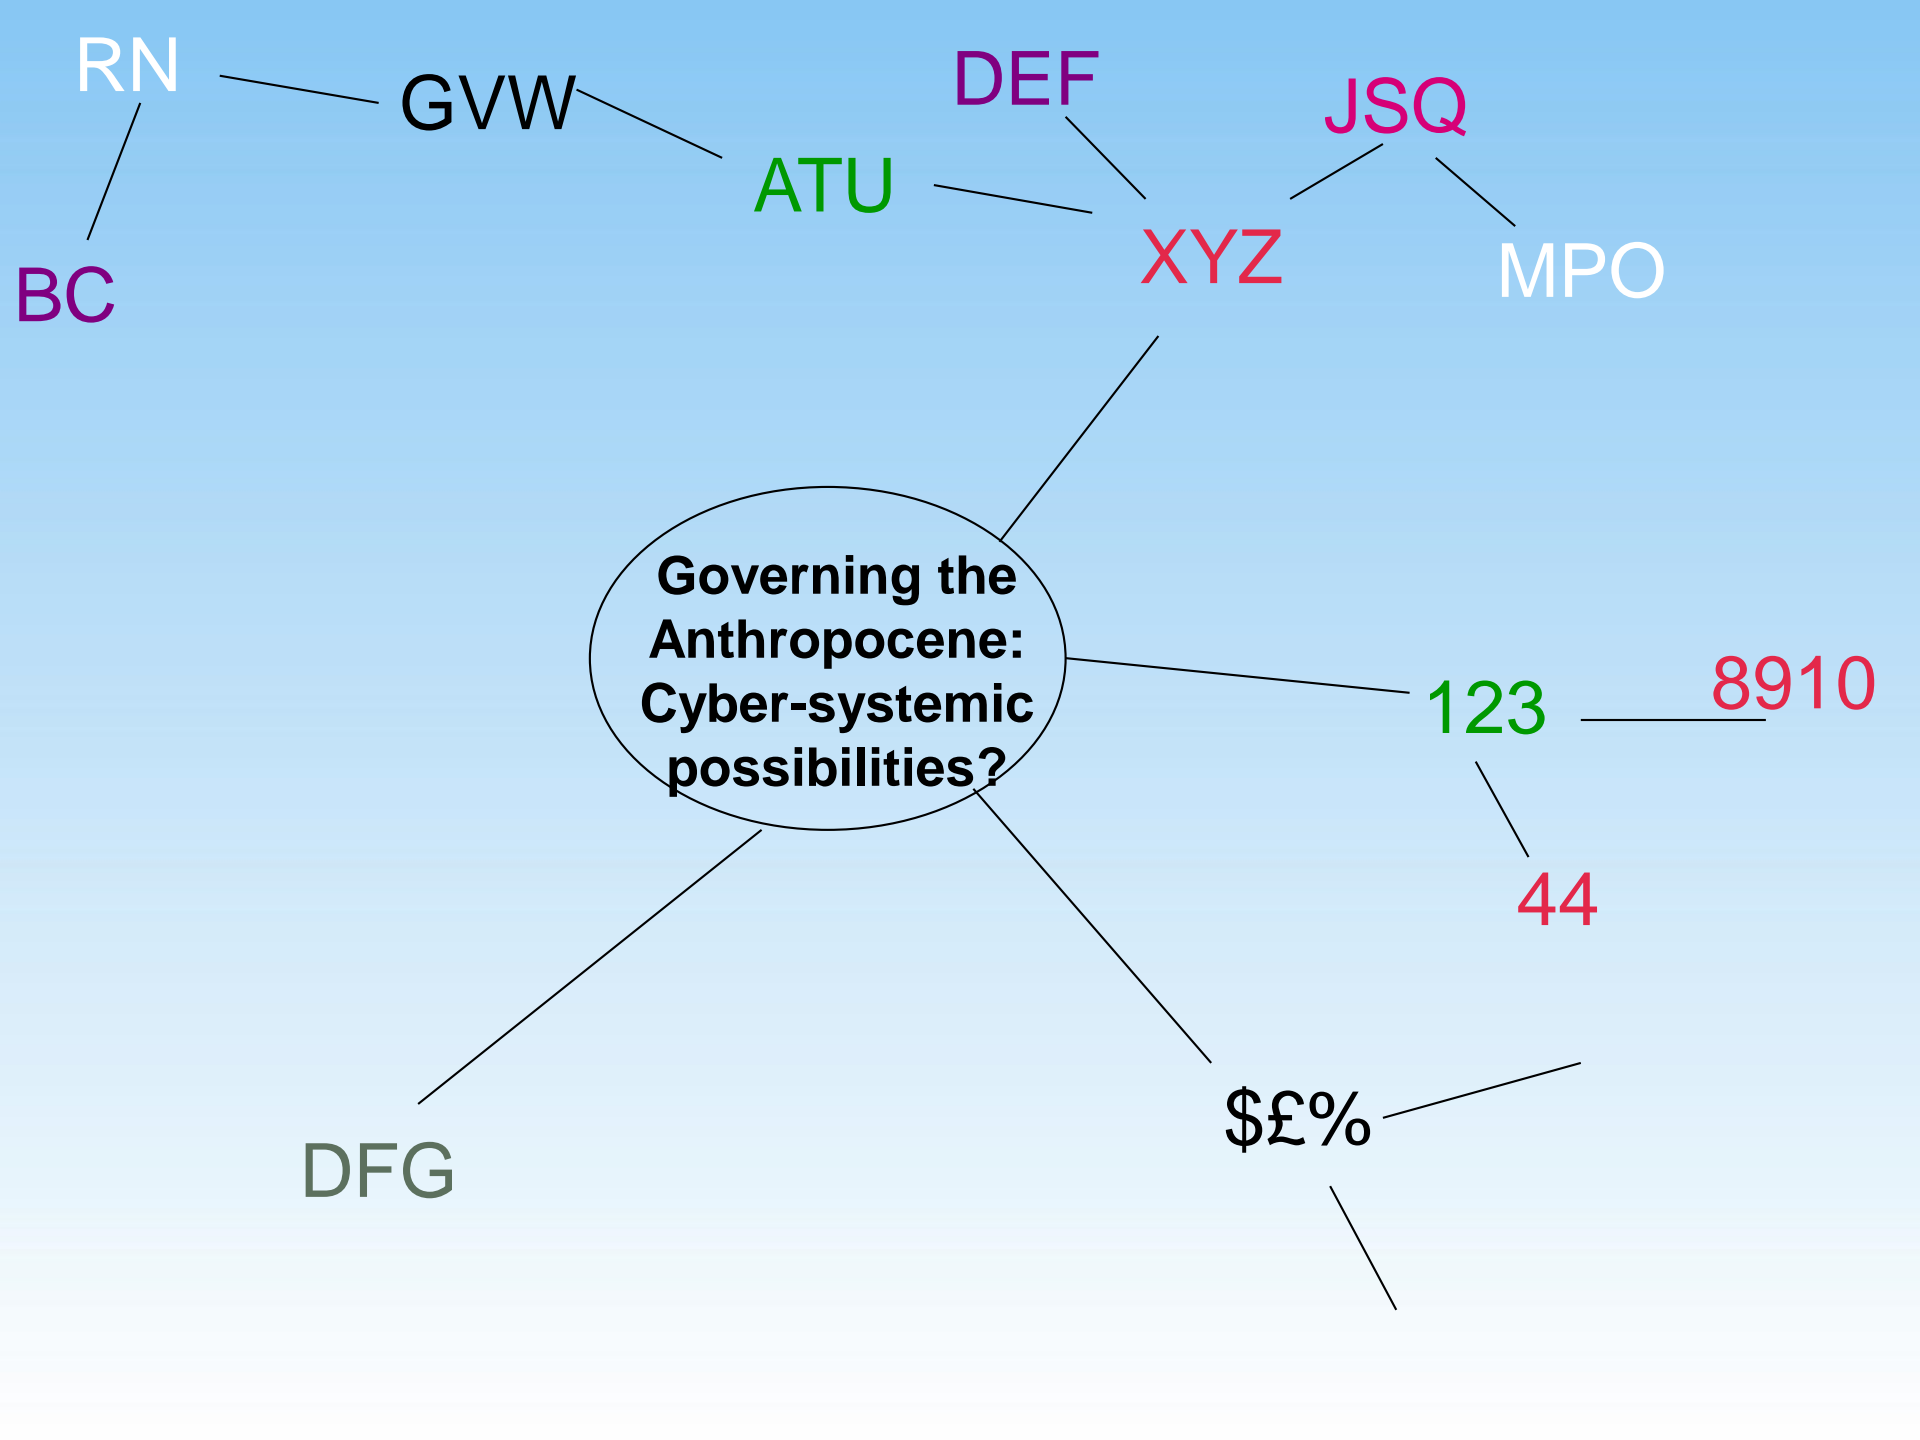 RN
GVW
DEF
JSQ
ATU
XYZ
MPO
BC
Governing the
Anthropocene:
Cyber-systemic
possibilities?
123
8910
44
$£%
DFG